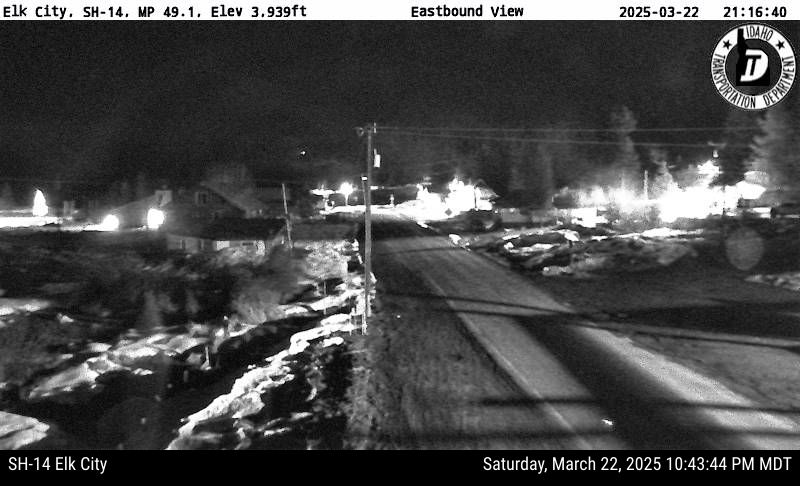 Elk City, SH-14, MP 49.1, Elev 3,939ft Eastbound View 2025-03-22 21:16:40
IDAHO
TRANSPORTATION DEPARTMENT
SH-14 Elk City Saturday, March 22, 2025 10:43:44 PM MDT